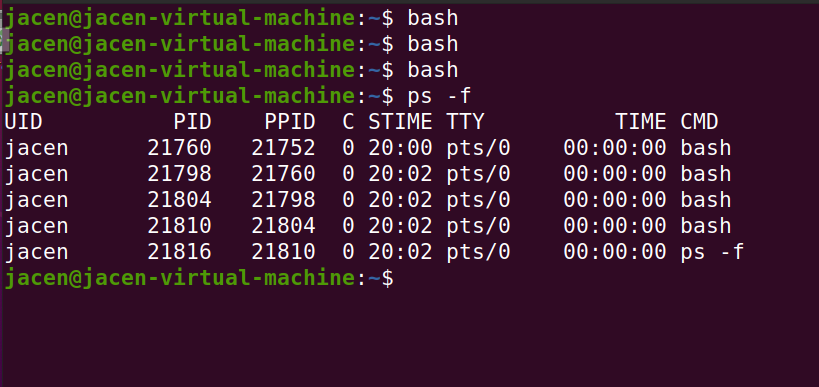 jacen@jacen-virtual-machine:~$ bash
jacen@jacen-virtual-machine:~$ bash
jacen@jacen-virtual-machine:~$ bash
jacen@jacen-virtual-machine:~$ ps -f
UID          PID    PPID  C STIME TTY          TIME CMD
jacen      21760   21752  0 20:00 pts/0    00:00:00 bash
jacen      21798   21760  0 20:02 pts/0    00:00:00 bash
jacen      21804   21798  0 20:02 pts/0    00:00:00 bash
jacen      21810   21804  0 20:02 pts/0    00:00:00 bash
jacen      21816   21810  0 20:02 pts/0    00:00:00 ps -f
jacen@jacen-virtual-machine:~$